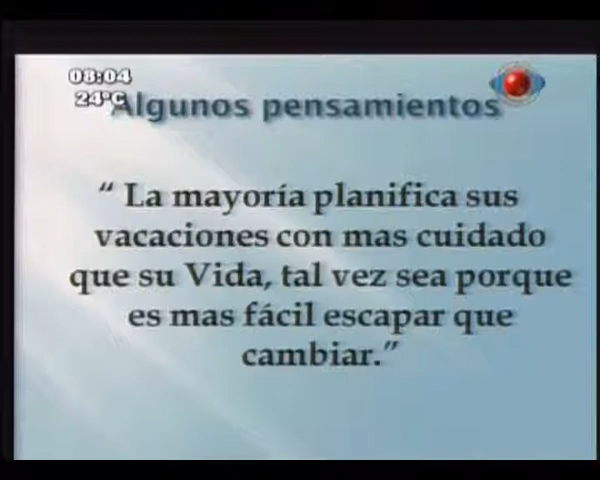 08:04
24°C
Algunos pensamientos
“ La mayoría planifica sus
vacaciones con mas cuidado
que su Vida, tal vez sea porque
es mas fácil escapar que
cambiar.”